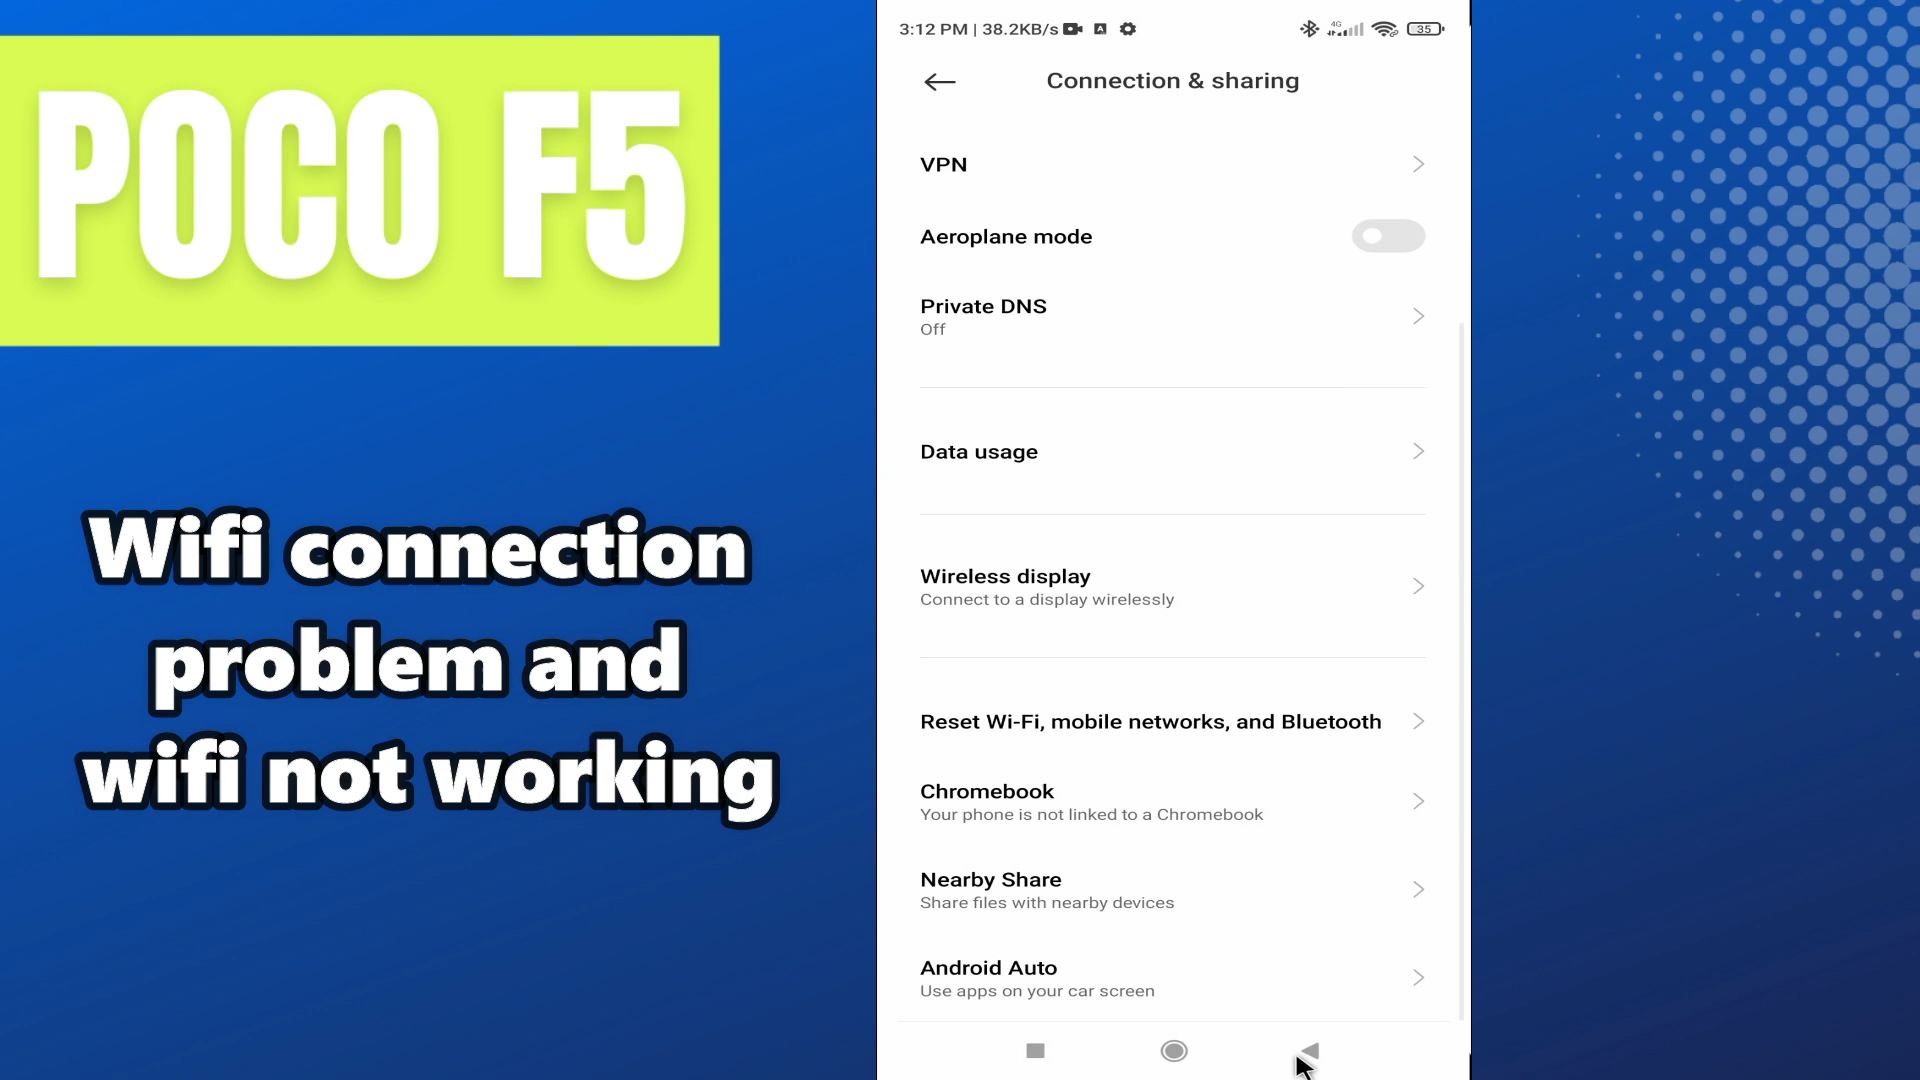 POCO F5
Wifi connection
problem and
wifi not working
3:12 PM | 38.2KB/s
4G
35
Connection & sharing
VPN
Aeroplane mode
Private DNS
Off
Data usage
Wireless display
Connect to a display wirelessly
Reset Wi-Fi, mobile networks, and Bluetooth
Chromebook
Your phone is not linked to a Chromebook
Nearby Share
Share files with nearby devices
Android Auto
Use apps on your car screen